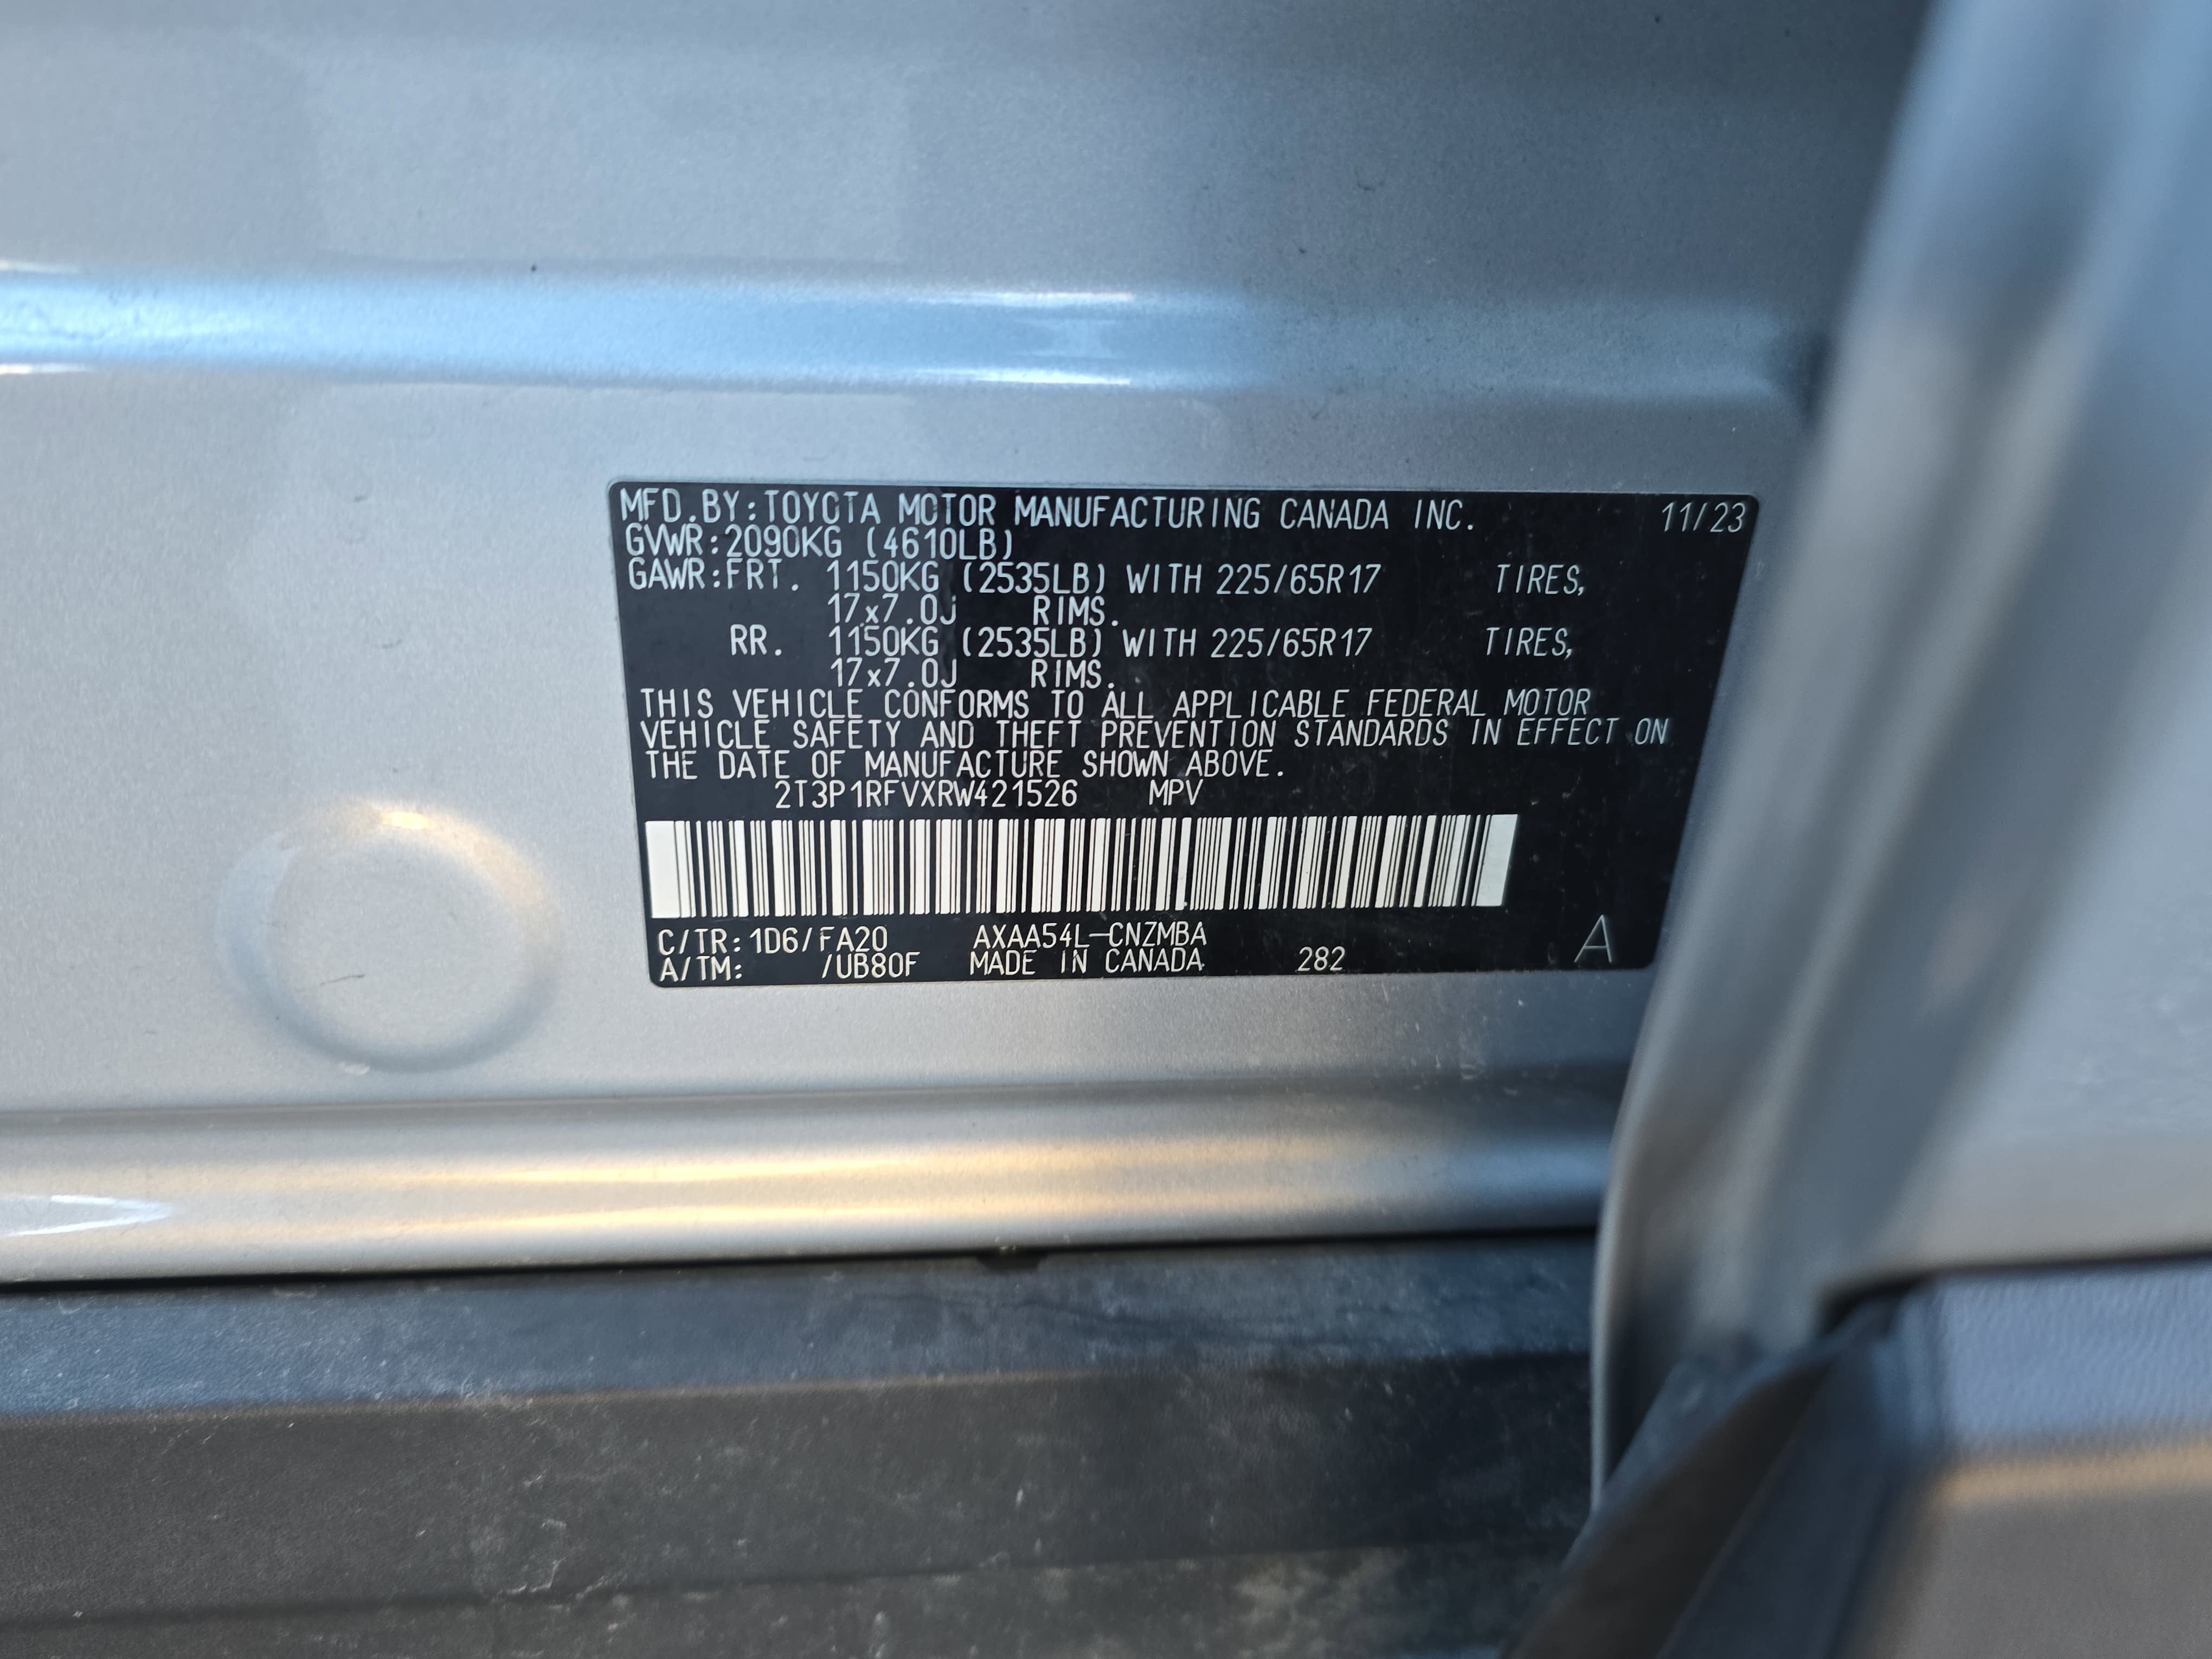 MFD.BY:TOYOTA MOTOR MANUFACTURING CANADA INC. 11/23
GVWR:2090KG (4610LB)
GAWR:FRT. 1150KG (2535LB) WITH 225/65R17 TIRES,
17x7.0J RIMS.
RR. 1150KG (2535LB) WITH 225/65R17 TIRES,
17x7.0J RIMS.
THIS VEHICLE CONFORMS TO ALL APPLICABLE FEDERAL MOTOR
VEHICLE SAFETY AND THEFT PREVENTION STANDARDS IN EFFECT ON
THE DATE OF MANUFACTURE SHOWN ABOVE.
2T3P1RFVXRW421526 MPV
C/TR:1D6/FA20 AXAA54L-CNZMBA
A/TM: /UB80F MADE IN CANADA 282 A